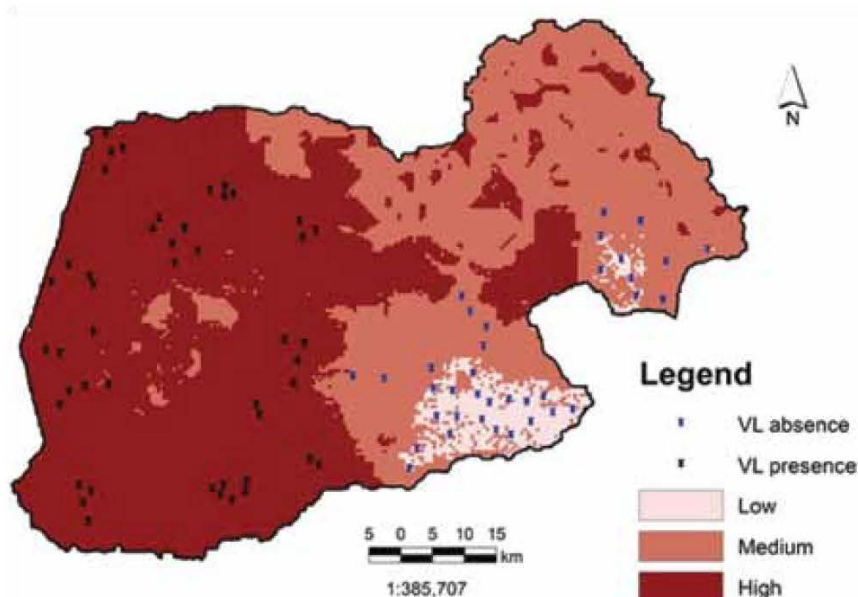 N
Legend
VL absence
VL presence
Low
Medium
High
5 0 5 10 15
km
1:385,707